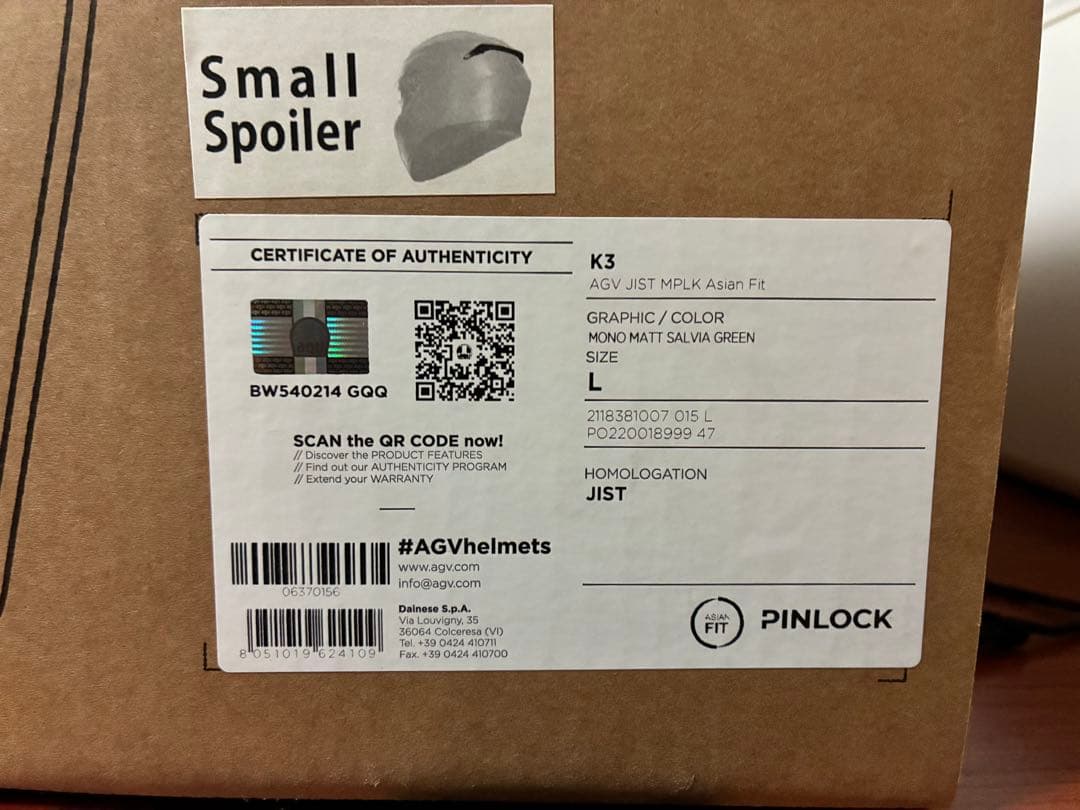 Small
Spoiler
CERTIFICATE OF AUTHENTICITY
BW540214 GQQ
SCAN the QR CODE now!
// Discover the PRODUCT FEATURES
// Find out our AUTHENTICITY PROGRAM
// Extend your WARRANTY
06370156
8 051019 624109
#AGVhelmets
www.agv.com
info@agv.com
Dainese S.p.A.
Via Louvigny, 35
36064 Colceresa (VI)
Tel. +39 0424 410711
Fax. +39 0424 410700
K3
AGV JIST MPLK Asian Fit
GRAPHIC / COLOR
MONO MATT SALVIA GREEN
SIZE
L
2118381007 015 L
PO220018999 47
HOMOLOGATION
JIST
ASIAN
FIT
PINLOCK